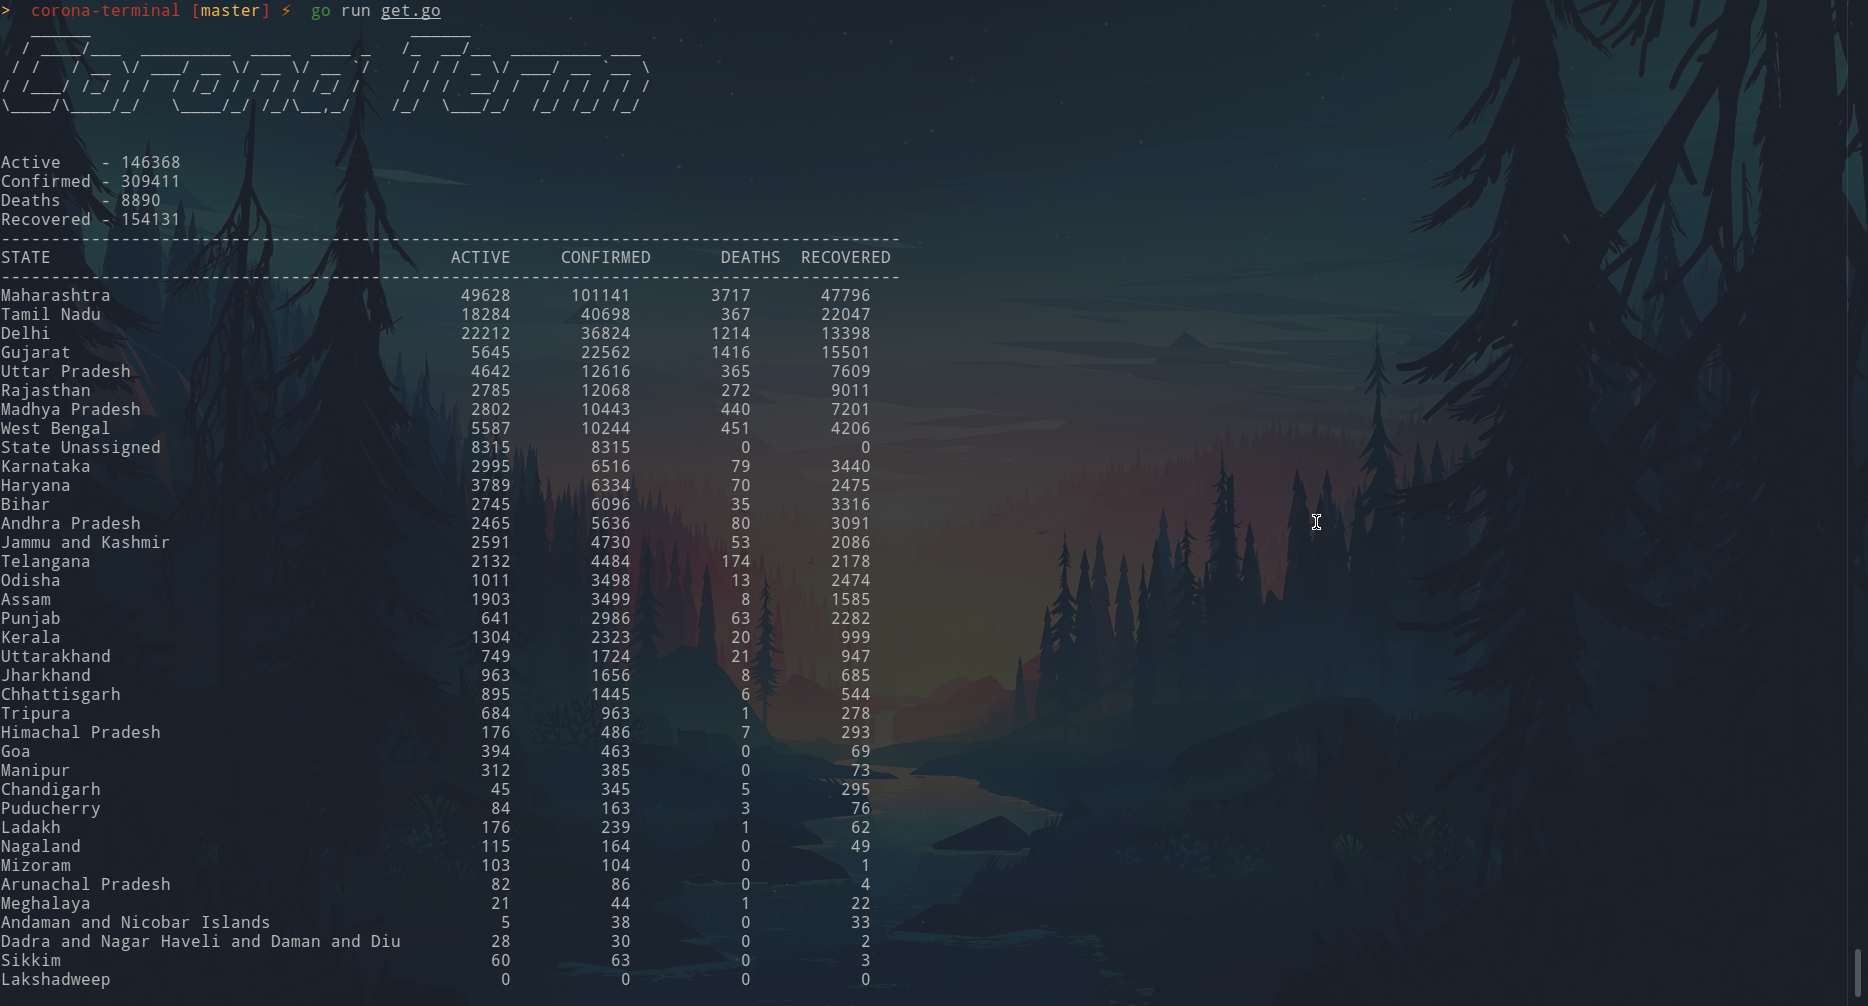 > corona-terminal [master] ⚡ go run get.go
Corona Term
Active    - 146368
Confirmed - 309411
Deaths    - 8890
Recovered - 154131
STATE ACTIVE CONFIRMED DEATHS RECOVERED
Maharashtra 49628 101141 3717 47796
Tamil Nadu 18284 40698 367 22047
Delhi 22212 36824 1214 13398
Gujarat 5645 22562 1416 15501
Uttar Pradesh 4642 12616 365 7609
Rajasthan 2785 12068 272 9011
Madhya Pradesh 2802 10443 440 7201
West Bengal 5587 10244 451 4206
State Unassigned 8315 8315 0 0
Karnataka 2995 6516 79 3440
Haryana 3789 6334 70 2475
Bihar 2745 6096 35 3316
Andhra Pradesh 2465 5636 80 3091
Jammu and Kashmir 2591 4730 53 2086
Telangana 2132 4484 174 2178
Odisha 1011 3498 13 2474
Assam 1903 3499 8 1585
Punjab 641 2986 63 2282
Kerala 1304 2323 20 999
Uttarakhand 749 1724 21 947
Jharkhand 963 1656 8 685
Chhattisgarh 895 1445 6 544
Tripura 684 963 1 278
Himachal Pradesh 176 486 7 293
Goa 394 463 0 69
Manipur 312 385 0 73
Chandigarh 45 345 5 295
Puducherry 84 163 3 76
Ladakh 176 239 1 62
Nagaland 115 164 0 49
Mizoram 103 104 0 1
Arunachal Pradesh 82 86 0 4
Meghalaya 21 44 1 22
Andaman and Nicobar Islands 5 38 0 33
Dadra and Nagar Haveli and Daman and Diu 28 30 0 2
Sikkim 60 63 0 3
Lakshadweep 0 0 0 0